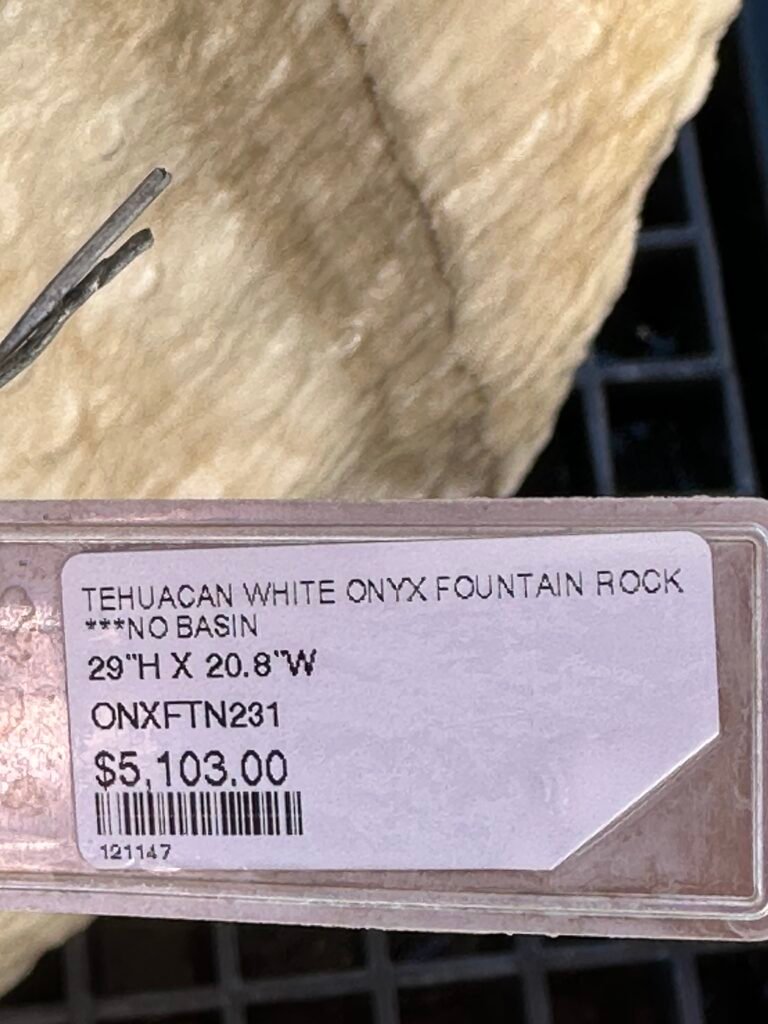 TEHUACAN WHITE ONYX FOUNTAIN ROCK
***NO BASIN
29"H X 20.8"W
ONXFTN231
$5,103.00
121147